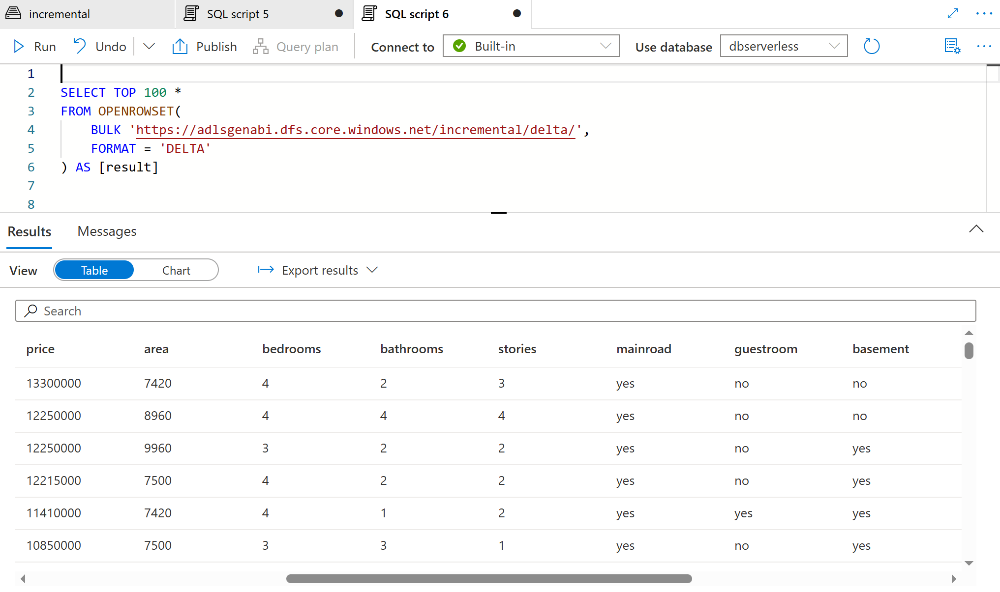 incremental SQL script 5 SQL script 6
Run Undo Publish Query plan Connect to Built-in Use database dbserverless
1
2 SELECT TOP 100 *
3 FROM OPENROWSET(
4 BULK 'https://adlsgenabi.dfs.core.windows.net/incremental/delta/',
5 FORMAT = 'DELTA'
6 ) AS [result]
7
8
Results Messages
View Table Chart Export results
Search
price area bedrooms bathrooms stories mainroad guestroom basement
13300000 7420 4 2 3 yes no no
12250000 8960 4 4 4 yes no no
12250000 9960 3 2 2 yes no yes
12215000 7500 4 2 2 yes no yes
11410000 7420 4 1 2 yes yes yes
10850000 7500 3 3 1 yes no yes